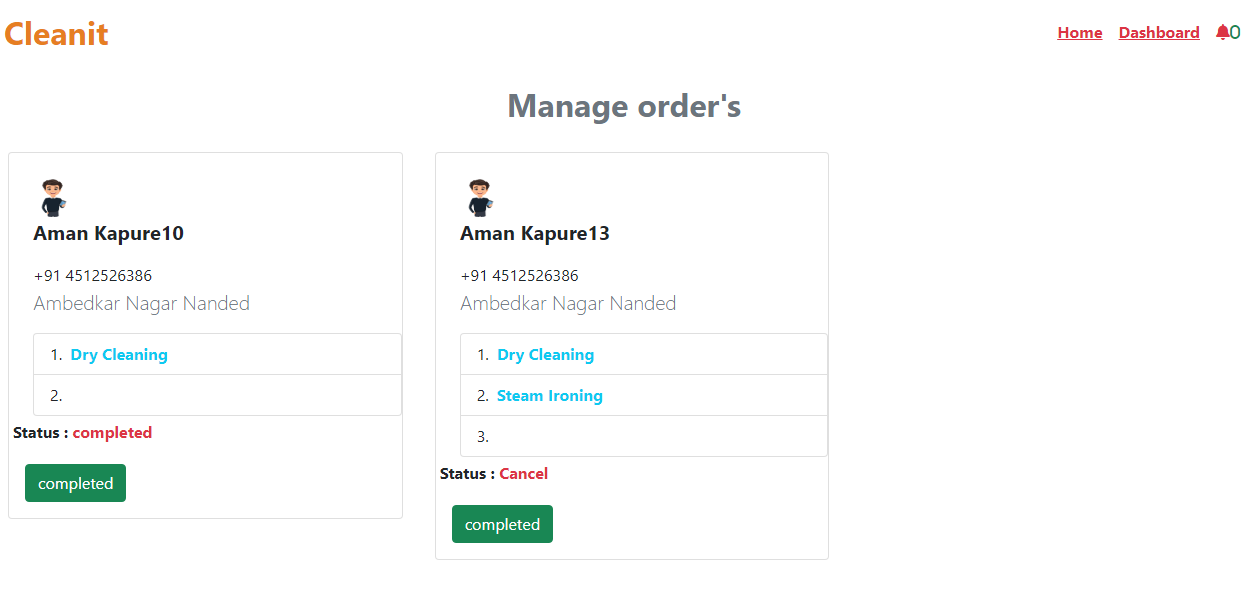 Cleanit
Home Dashboard 0
Manage order's
Aman Kapure10
+91 4512526386
Ambedkar Nagar Nanded
1. Dry Cleaning
2.
Status : completed
completed
Aman Kapure13
+91 4512526386
Ambedkar Nagar Nanded
1. Dry Cleaning
2. Steam Ironing
3.
Status : Cancel
completed